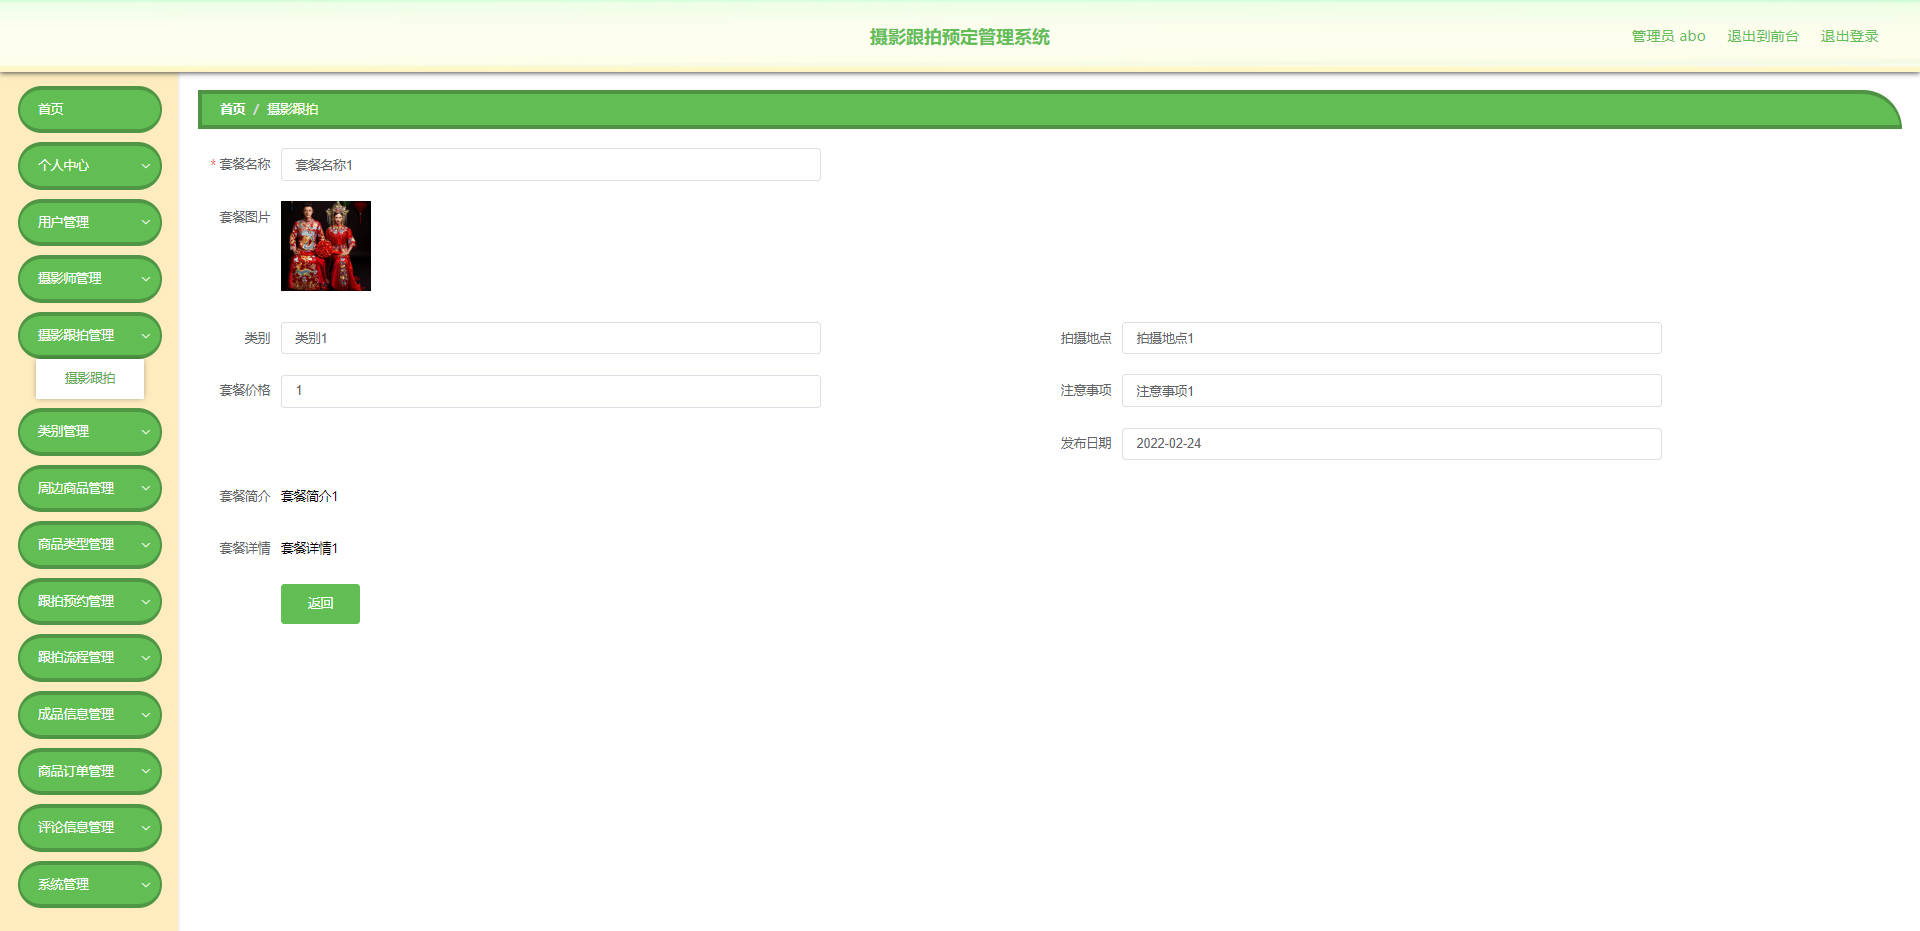 摄影跟拍预定管理系统
管理员 abo 退出到前台 退出登录
首页
个人中心
用户管理
摄影师管理
摄影跟拍管理
摄影跟拍
类别管理
周边商品管理
商品类型管理
跟拍预约管理
跟拍流程管理
成品信息管理
商品订单管理
评论信息管理
系统管理
首页 / 摄影跟拍
* 套餐名称 套餐名称1
套餐图片
类别 类别1 拍摄地点 拍摄地点1
套餐价格 1 注意事项 注意事项1
发布日期 2022-02-24
套餐简介 套餐简介1
套餐详情 套餐详情1
返回